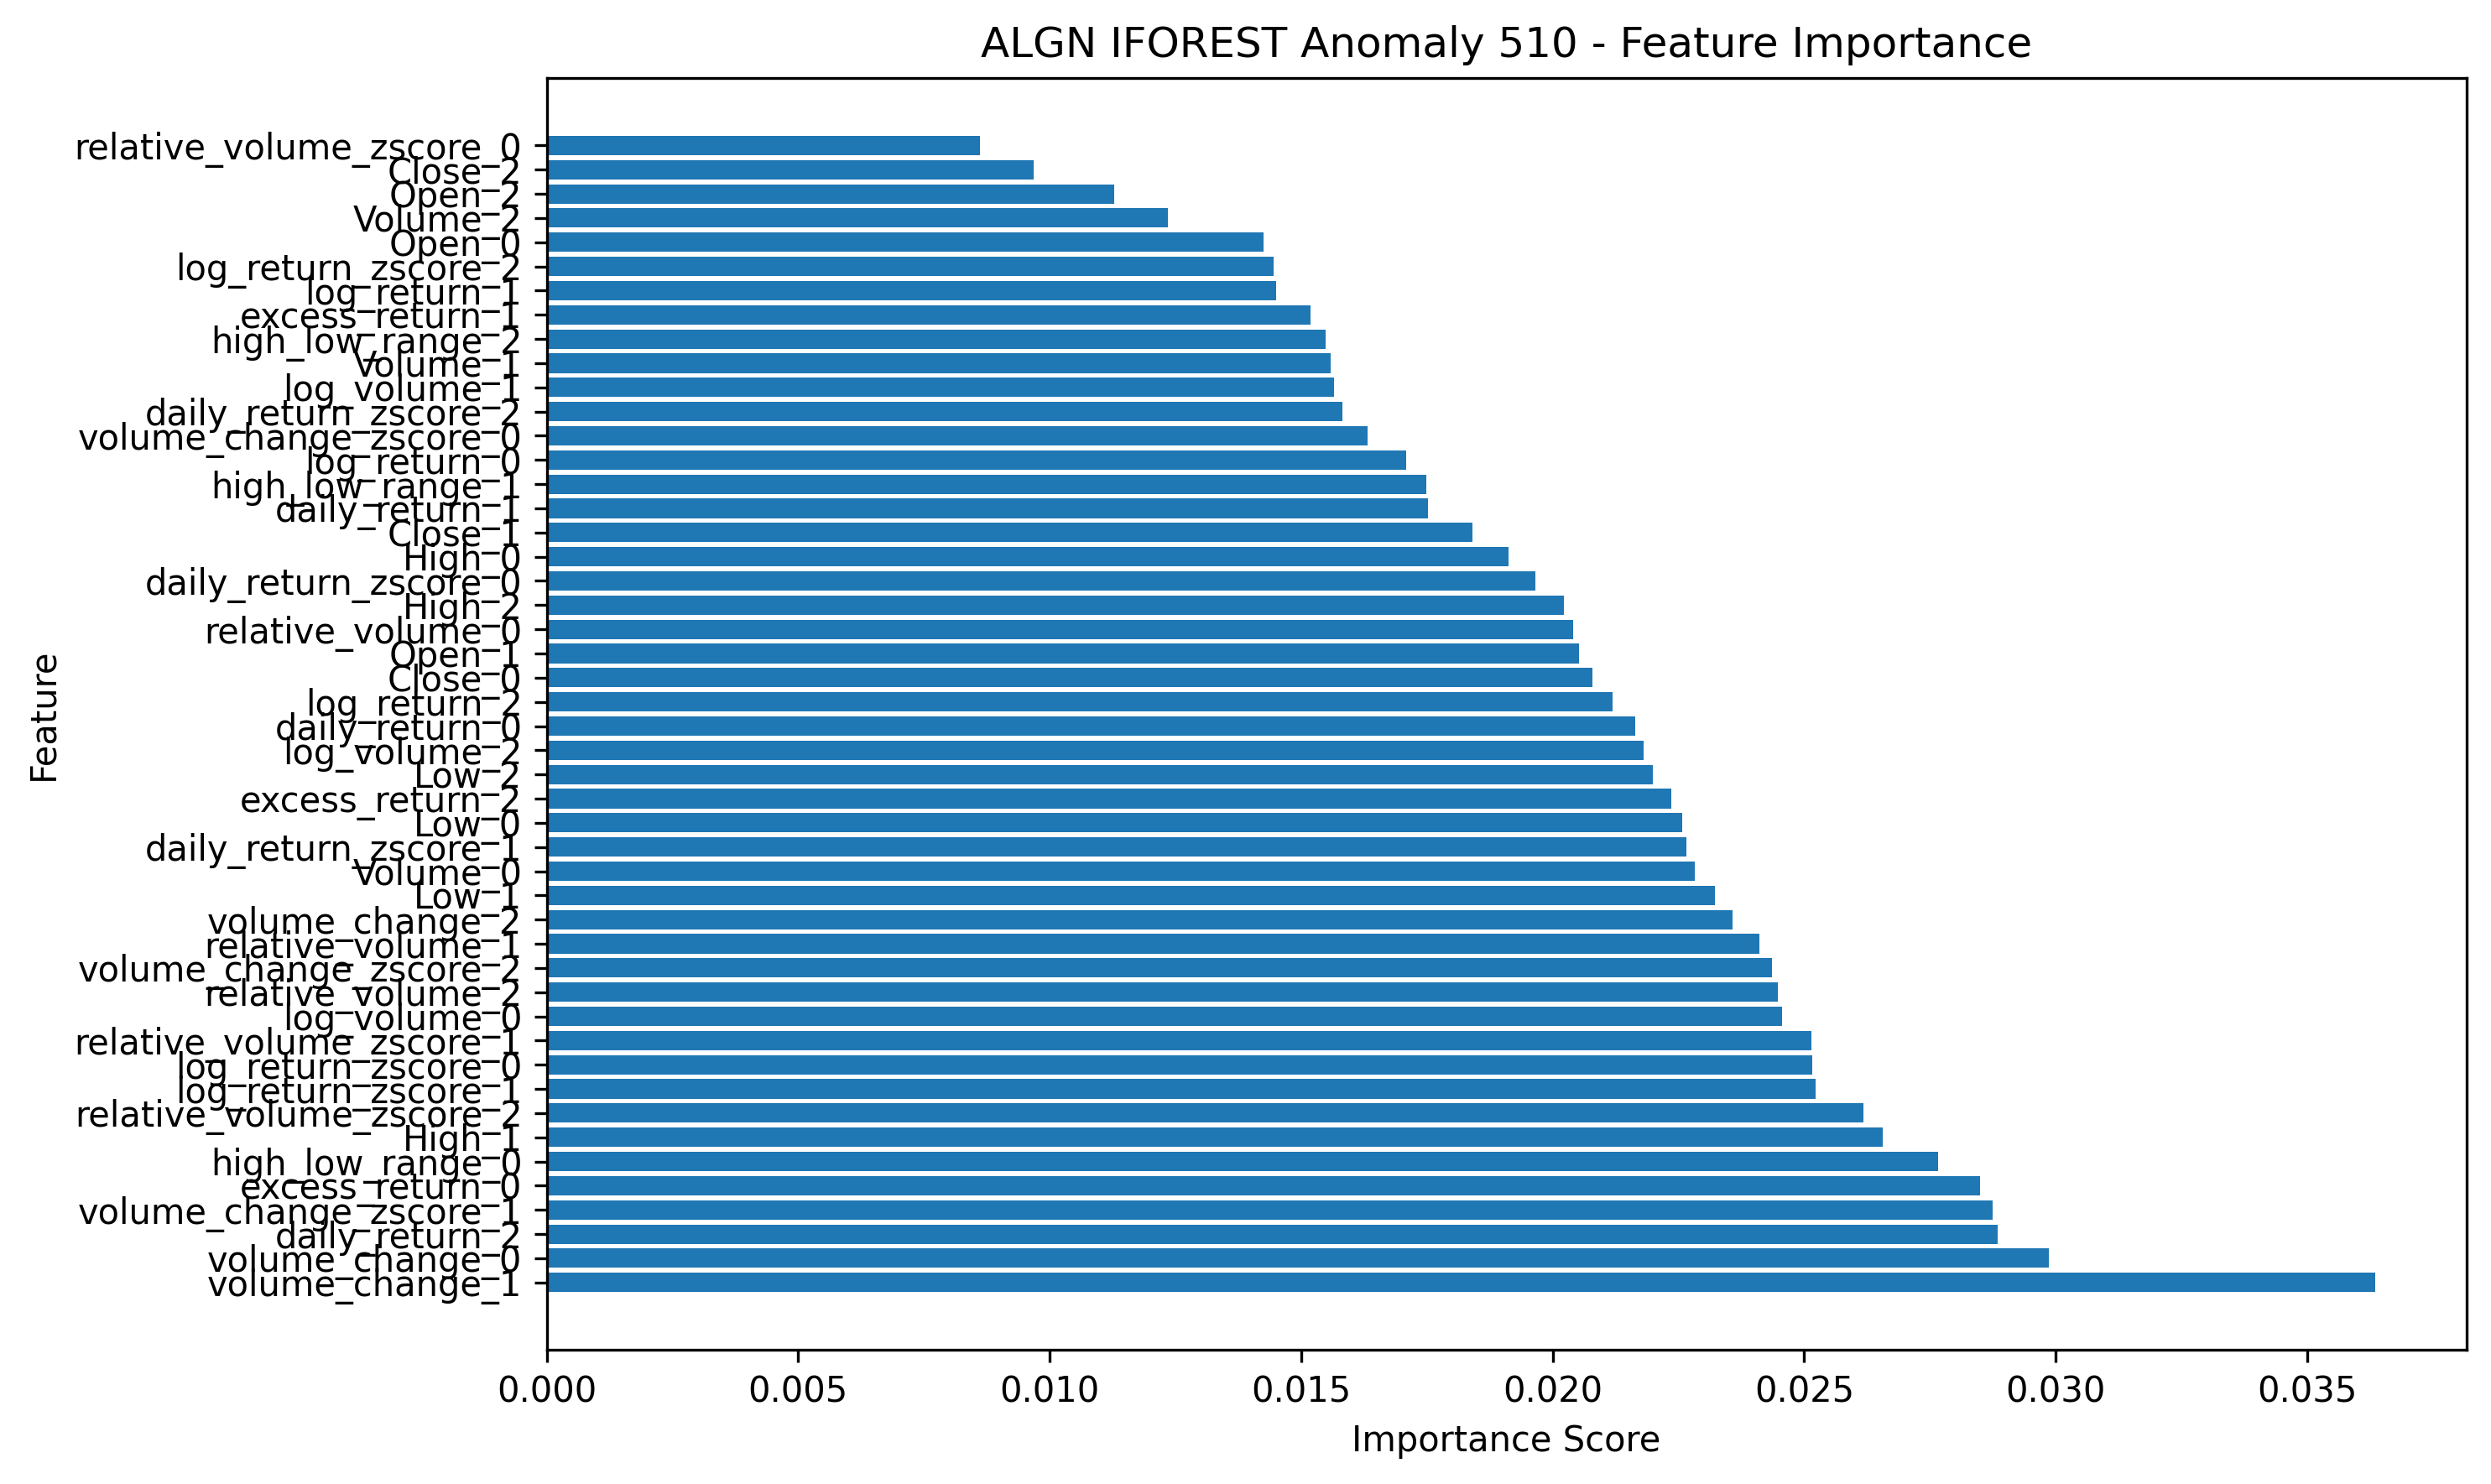 ALGN IFOREST Anomaly 510 - Feature Importance
relative_volume_zscore_0
Close_2
Open_2
Volume_2
Open_0
log_return_zscore_2
log_return_1
excess_return_1
high_low_range_2
Volume_1
log_volume_1
daily_return_zscore_2
volume_change_zscore_0
log_return_0
high_low_range_1
daily_return_1
Close_1
High_0
daily_return_zscore_0
High_2
relative_volume_0
Open_1
Close_0
log_return_2
daily_return_0
log_volume_2
Low_2
excess_return_2
Low_0
daily_return_zscore_1
Volume_0
Low_1
volume_change_2
relative_volume_1
volume_change_zscore_2
relative_volume_2
log_volume_0
relative_volume_zscore_1
log_return_zscore_0
log_return_zscore_1
relative_volume_zscore_2
High_1
high_low_range_0
excess_return_0
volume_change_zscore_1
daily_return_2
volume_change_0
volume_change_1
Feature
0.000 0.005 0.010 0.015 0.020 0.025 0.030 0.035
Importance Score